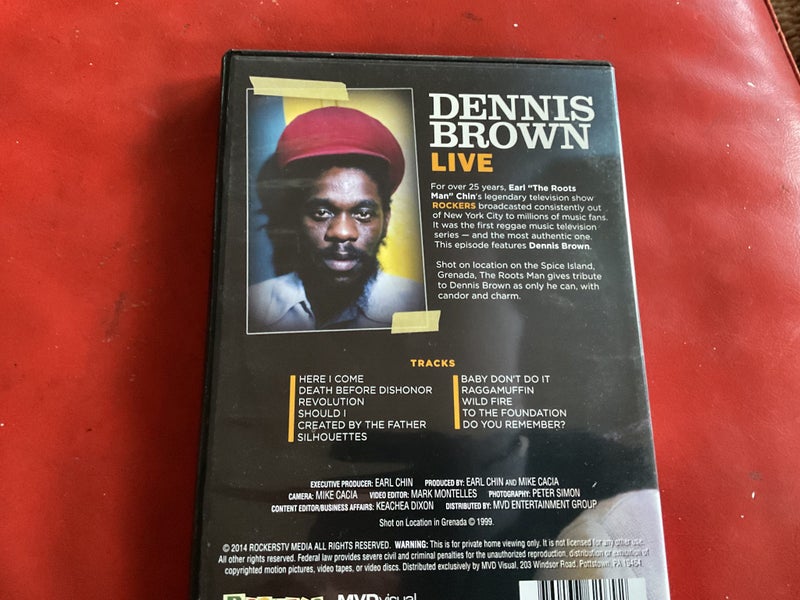 DENNIS
BROWN
LIVE
For over 25 years, Earl “The Roots
Man” Chin’s legendary television show
ROCKERS broadcasted consistently out
of New York City to millions of music fans.
It was the first reggae music television
series — and the most authentic one.
This episode features Dennis Brown.
Shot on location on the Spice Island,
Grenada, The Roots Man gives tribute
to Dennis Brown as only he can, with
candor and charm.
TRACKS
HERE I COME
DEATH BEFORE DISHONOR
REVOLUTION
SHOULD I
CREATED BY THE FATHER
SILHOUETTES
BABY DON'T DO IT
RAGGAMUFFIN
WILD FIRE
TO THE FOUNDATION
DO YOU REMEMBER?
EXECUTIVE PRODUCER: EARL CHIN PRODUCED BY: EARL CHIN AND MIKE CACIA
CAMERA: MIKE CACIA VIDEO EDITOR: MARK MONTELLES PHOTOGRAPHY: PETER SIMON
CONTENT EDITOR/BUSINESS AFFAIRS: KEACHEA DIXON DISTRIBUTED BY: MVD ENTERTAINMENT GROUP
Shot on Location in Grenada © 1999.
© 2014 ROCKERSTV MEDIA ALL RIGHTS RESERVED. WARNING: This is for private home viewing only. It is not licensed for any other use.
All other rights reserved. Federal law provides severe civil and criminal penalties for the unauthorized reproduction, distribution or exhibition of
copyrighted motion pictures, video tapes, or video discs. Distributed exclusively by MVD Visual, 203 Windsor Road, Pottstown, PA 19464
MVDvisual